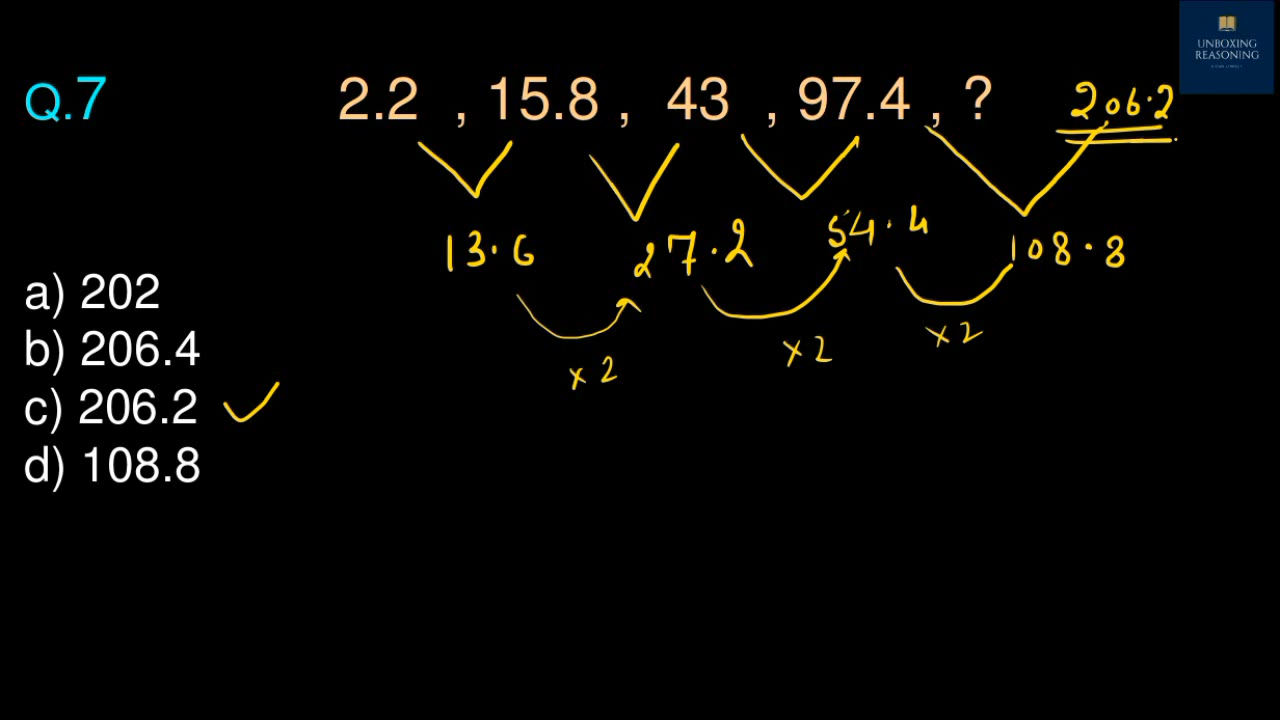 UNBOXING
REASONING
Q.7 2.2 , 15.8 , 43 , 97.4 , ? 206.2
13.6 27.2 54.4 108.8
×2 ×2 ×2
a) 202
b) 206.4
c) 206.2
d) 108.8